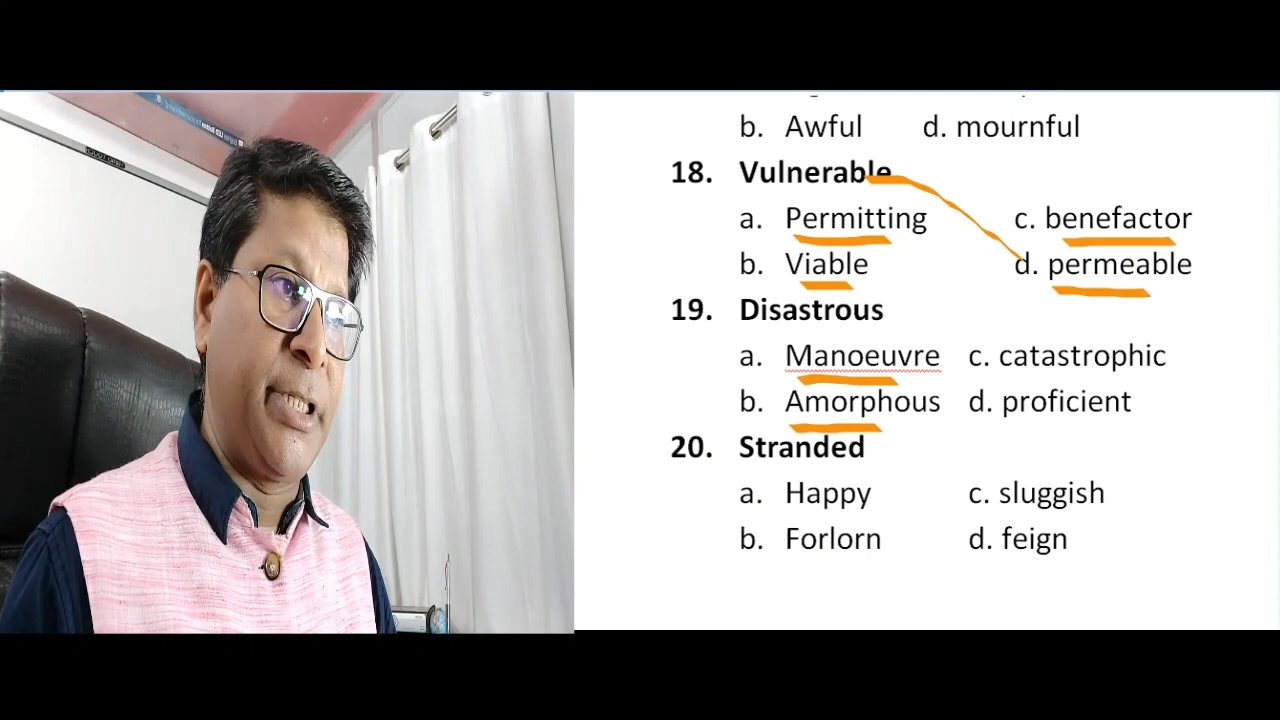 b. Awful d. mournful
18. Vulnerable
a. Permitting c. benefactor
b. Viable d. permeable
19. Disastrous
a. Manoeuvre c. catastrophic
b. Amorphous d. proficient
20. Stranded
a. Happy c. sluggish
b. Forlorn d. feign